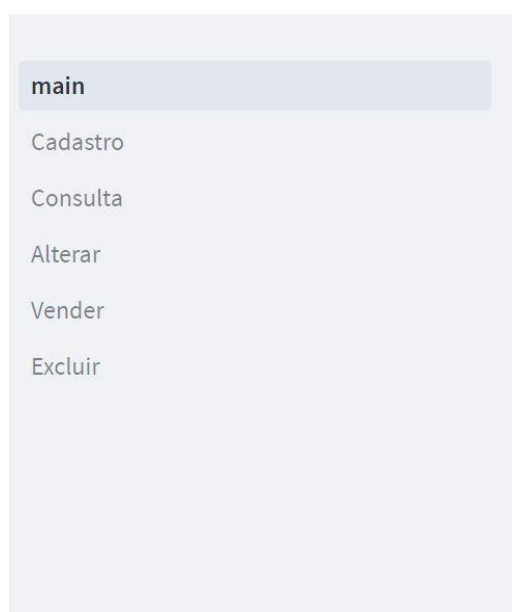 main
Cadastro
Consulta
Alterar
Vender
Excluir